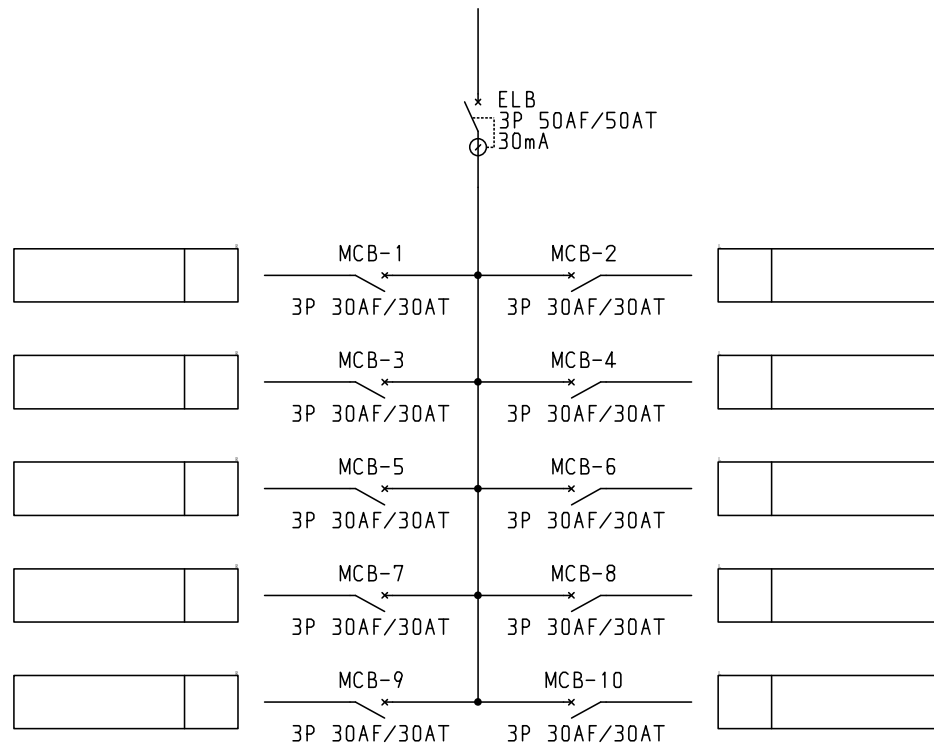 ELB
3P 50AF/50AT
30mA
MCB-1
MCB-2
3P 30AF/30AT
3P 30AF/30AT
MCB-3
MCB-4
3P 30AF/30AT
3P 30AF/30AT
MCB-5
MCB-6
3P 30AF/30AT
3P 30AF/30AT
MCB-7
MCB-8
3P 30AF/30AT
3P 30AF/30AT
MCB-9
MCB-10
3P 30AF/30AT
3P 30AF/30AT